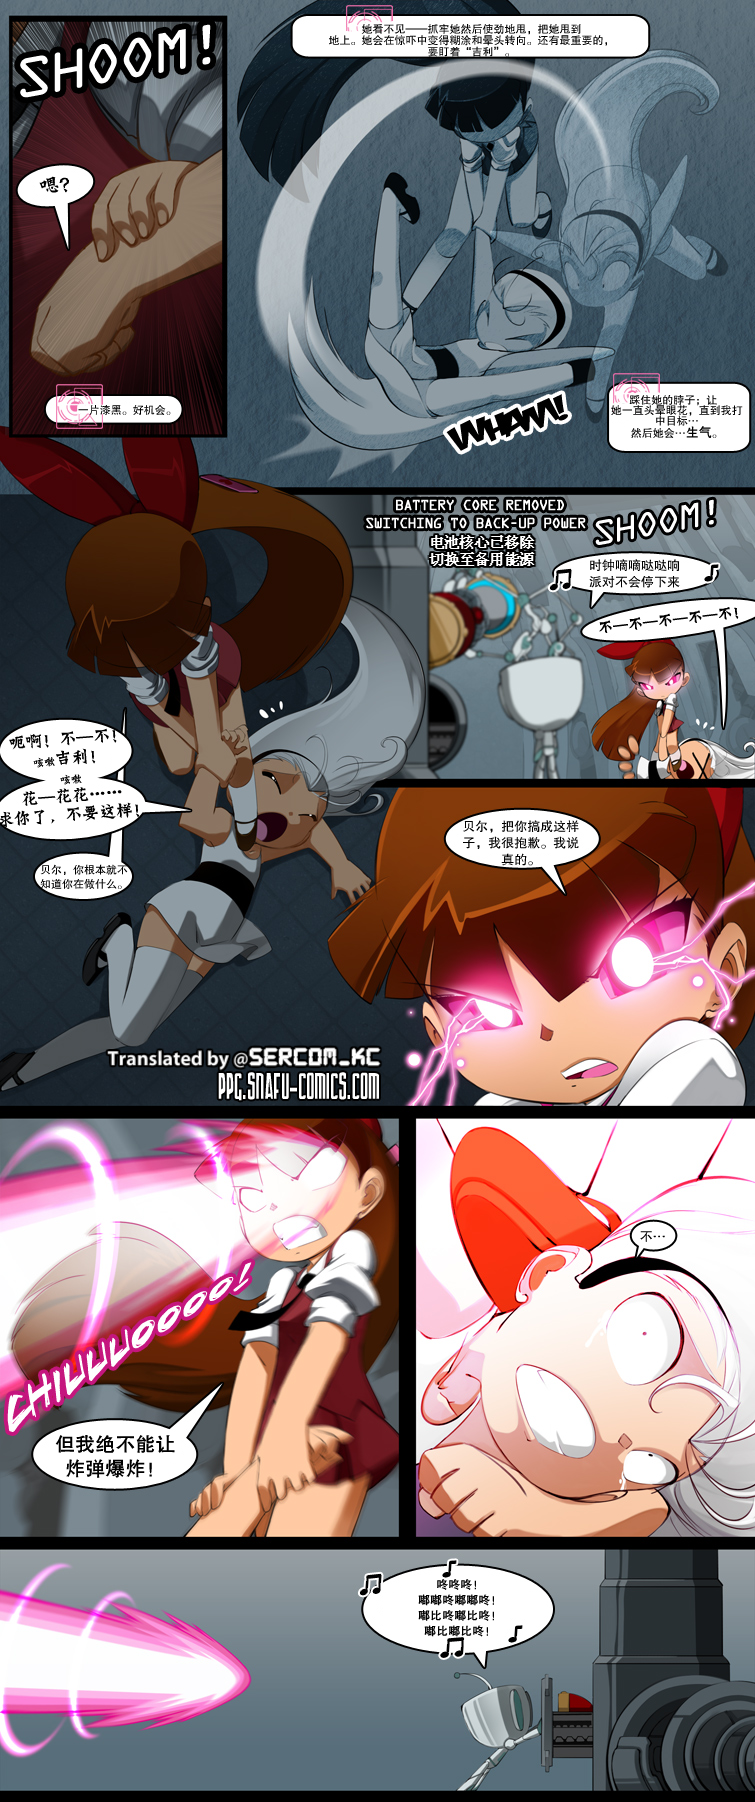 SHOOM!
嗯？
一片漆黑。好机会。
她看不见——抓牢她然后使劲地甩，把她甩到
地上。她会在惊吓中变得糊涂和晕头转向。还有最重要的，
要盯着“吉利”。
WHAM!
踩住她的脖子；让
她一直头晕眼花，直到我打
中目标…
然后她会…生气。
BATTERY CORE REMOVED
SWITCHING TO BACK-UP POWER
电池核心已移除
切换至备用能源
SHOOM!
时钟嘀嘀哒哒响
派对不会停下来
不—不—不—不—不！
呃啊！不—不！
咳嗽吉利！
咳嗽
花—花花……
求你了，不要这样！
贝尔，你根本就不
知道你在做什么。
贝尔，把你搞成这样
子，我很抱歉。我说
真的。
Translated by @SERCOM_KC
PPG.SNAFU-COMICS.COM
CHIUUUOOOO!
但我绝不能让
炸弹爆炸！
不…
咚咚咚！
嘟嘟咚嘟嘟咚！
嘟比咚嘟比咚！
嘟比嘟比咚！